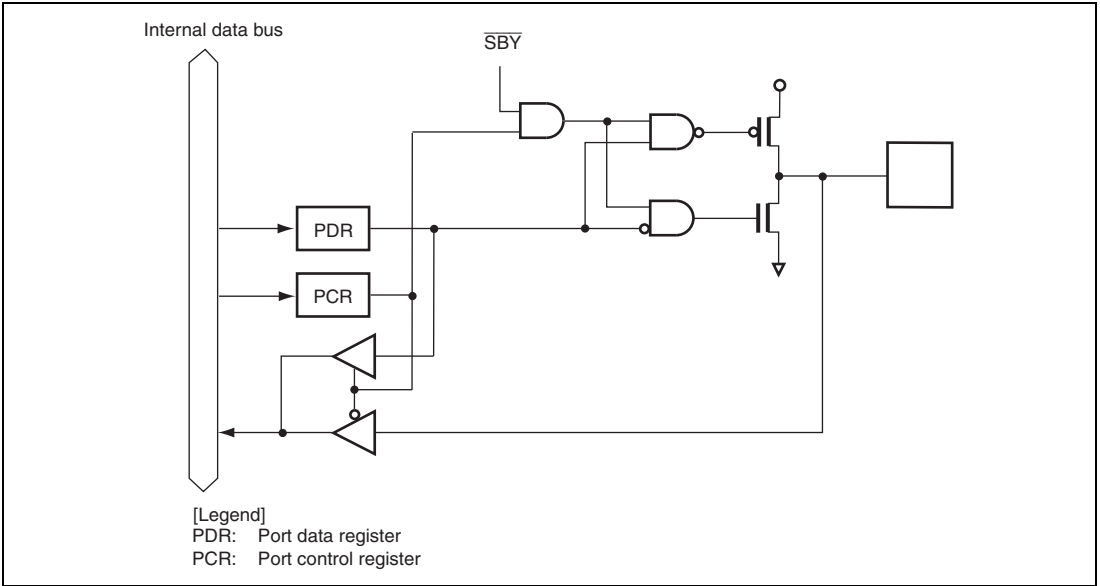 Internal data bus
SBY
PDR
PCR
[Legend]
PDR: Port data register
PCR: Port control register